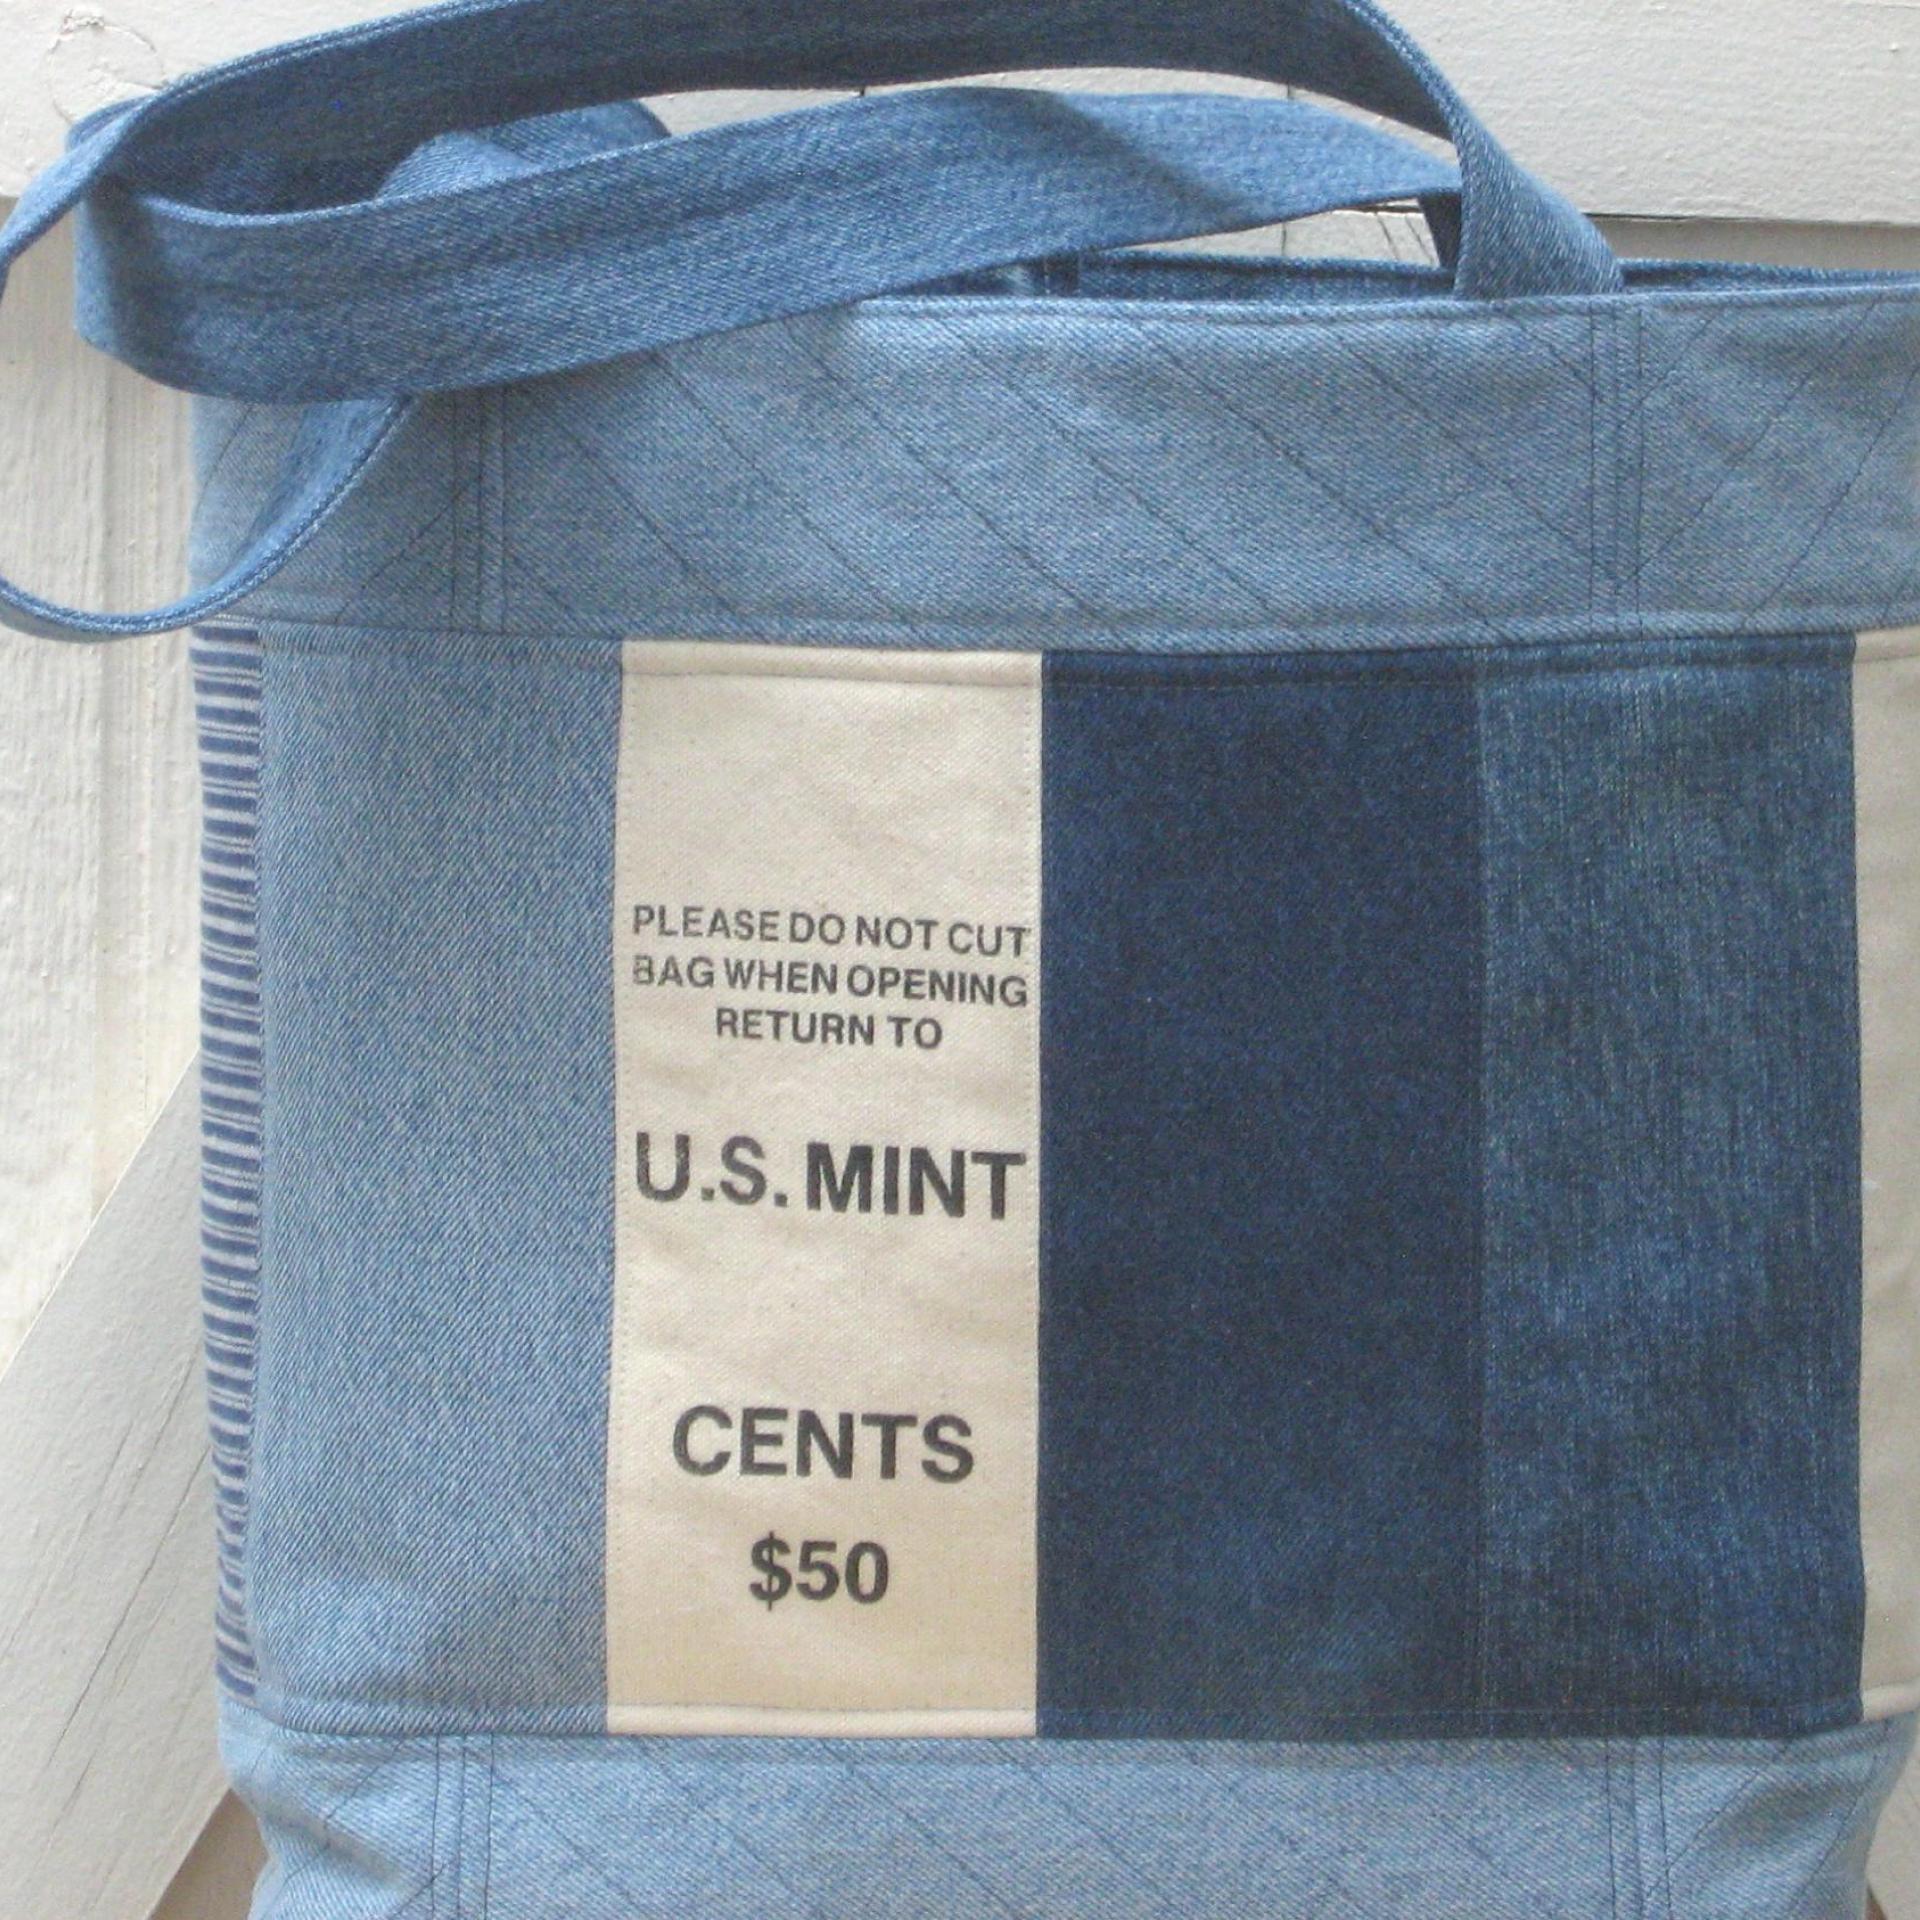 PLEASE DO NOT CUT
BAG WHEN OPENING
RETURN TO
U.S. MINT
CENTS
$50